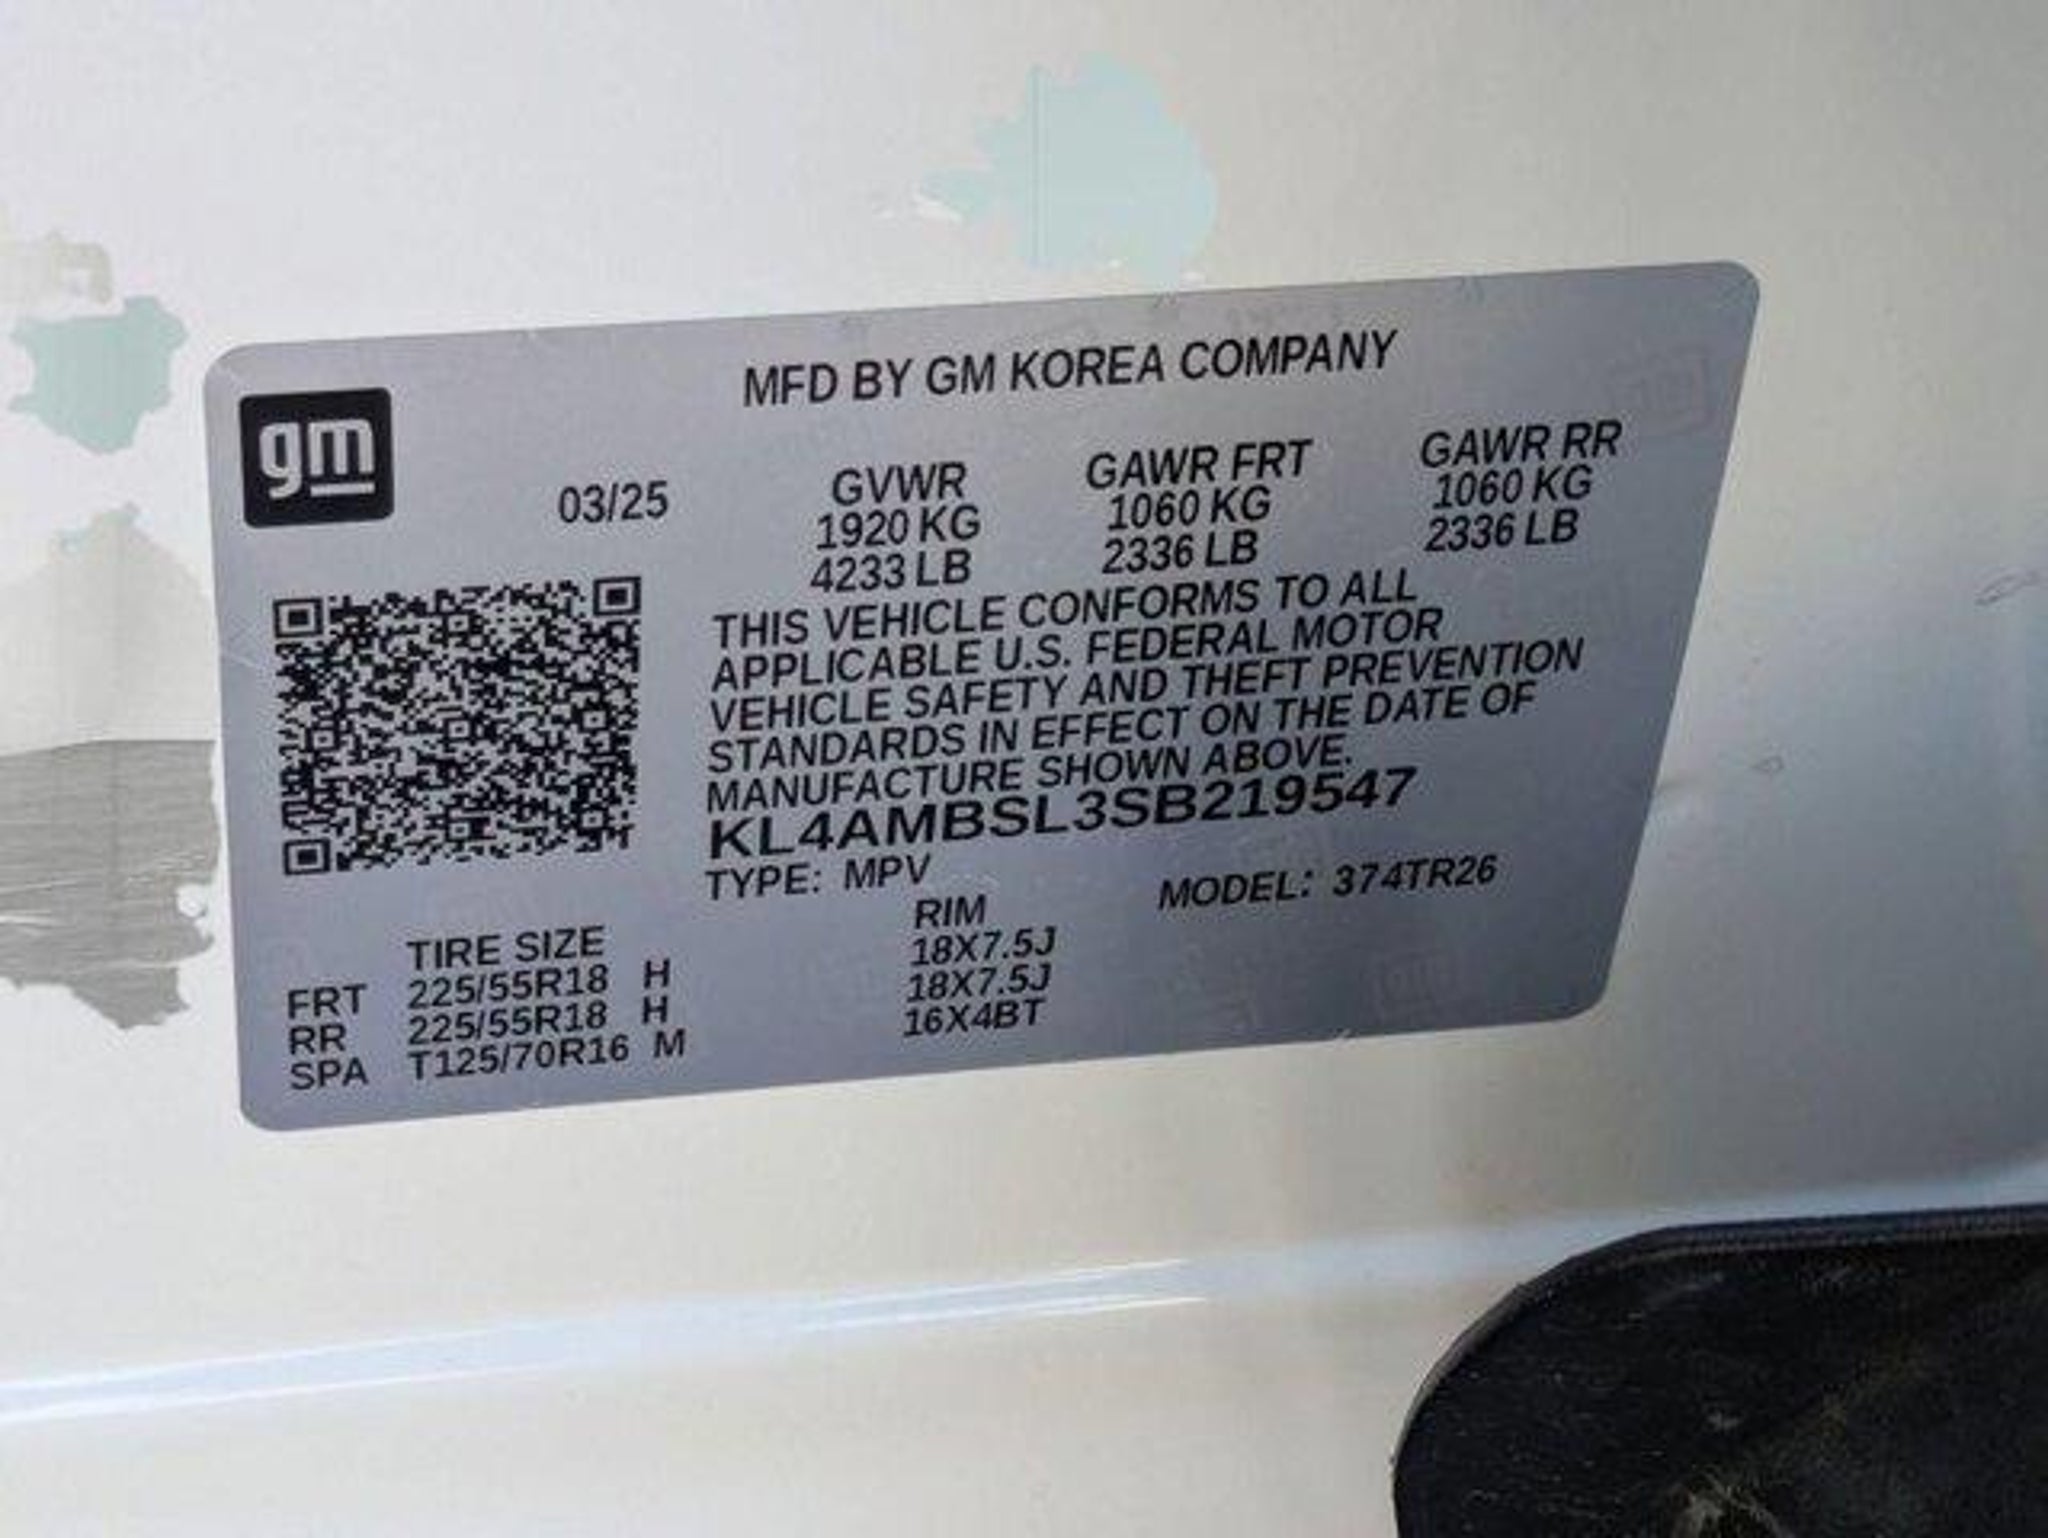 MFD BY GM KOREA COMPANY
gm
03/25
GVWR GAWR FRT GAWR RR
1920 KG 1060 KG 1060 KG
4233 LB 2336 LB 2336 LB
THIS VEHICLE CONFORMS TO ALL
APPLICABLE U.S. FEDERAL MOTOR
VEHICLE SAFETY AND THEFT PREVENTION
STANDARDS IN EFFECT ON THE DATE OF
MANUFACTURE SHOWN ABOVE.
KL4AMBSL3SB219547
TYPE: MPV MODEL: 374TR26
TIRE SIZE RIM
FRT 225/55R18 H 18X7.5J
RR 225/55R18 H 18X7.5J
SPA T125/70R16 M 16X4BT